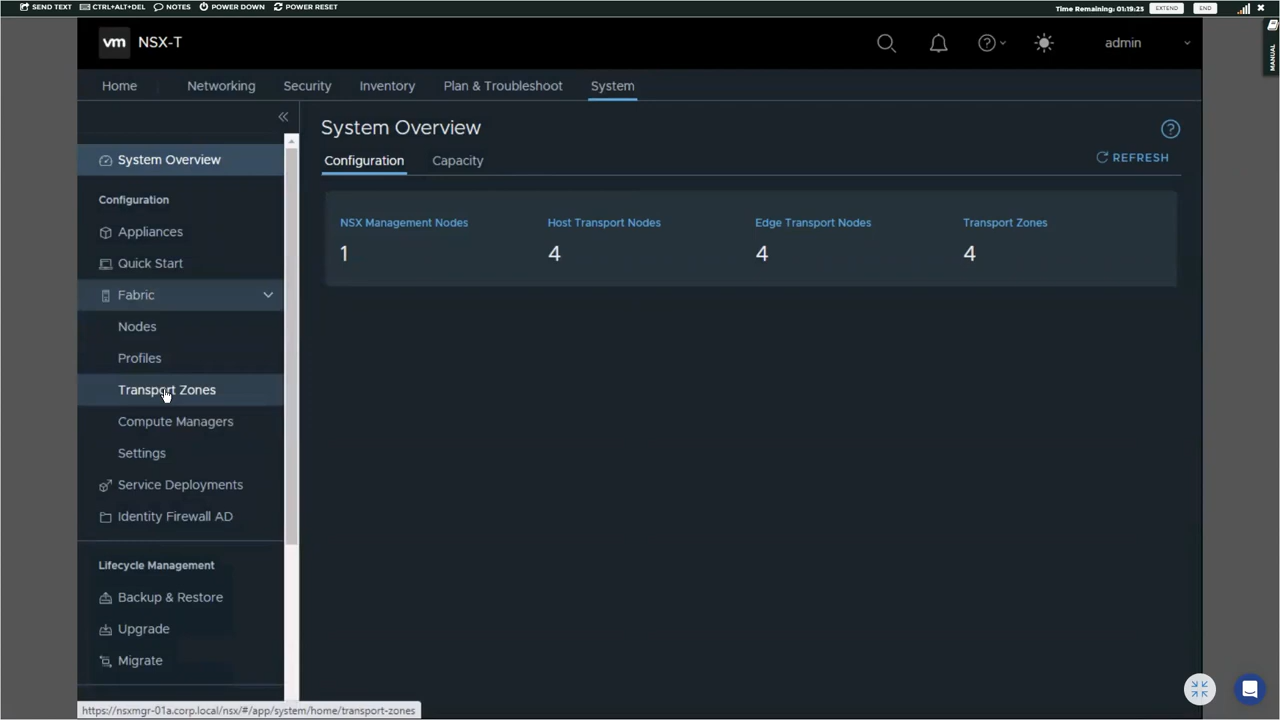 SEND TEXT CTRL+ALT+DEL NOTES POWER DOWN POWER RESET Time Remaining: 01:19:23 EXTEND END
MANUAL
vm NSX-T admin
Home Networking Security Inventory Plan & Troubleshoot System
System Overview
Configuration
Appliances
Quick Start
Fabric
Nodes
Profiles
Transport Zones
Compute Managers
Settings
Service Deployments
Identity Firewall AD
Lifecycle Management
Backup & Restore
Upgrade
Migrate
System Overview
Configuration Capacity REFRESH
NSX Management Nodes Host Transport Nodes Edge Transport Nodes Transport Zones
1 4 4 4
https://nsxmgr-01a.corp.local/nsx/#/app/system/home/transport-zones